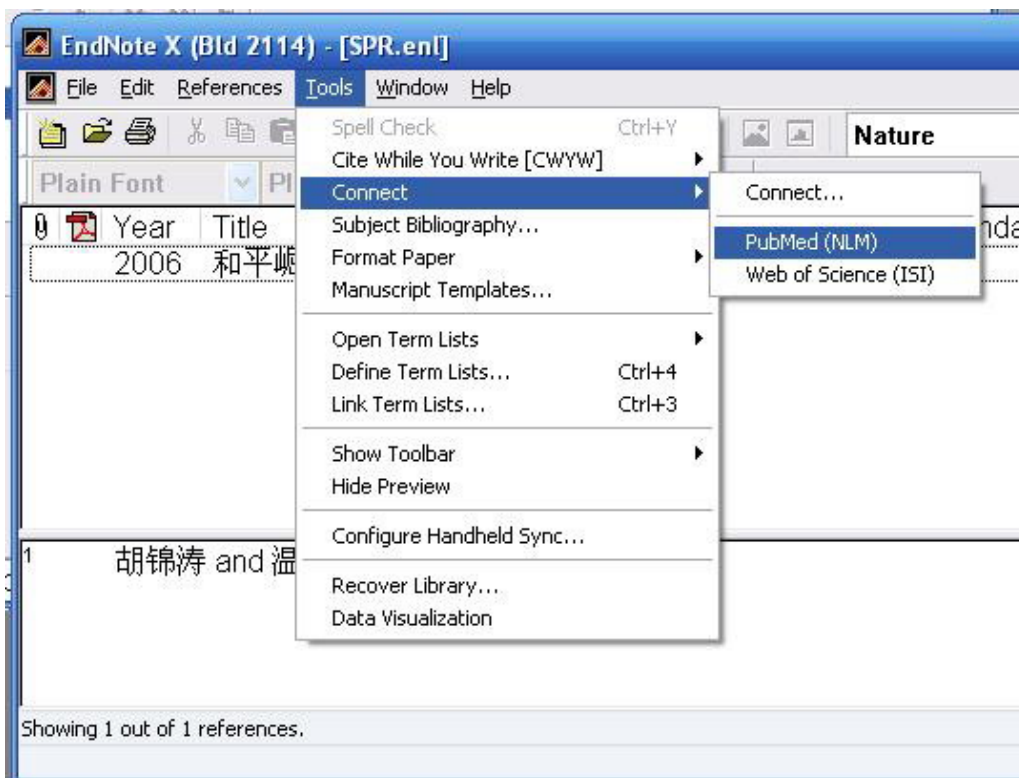 EndNote X (Bld 2114) - [SPR.enl]
File Edit References Tools Window Help
Nature
Plain Font
Year Title
2006 和平崛
Spell Check Ctrl+Y
Cite While You Write [CWYW]
Connect
Subject Bibliography...
Format Paper
Manuscript Templates...
Open Term Lists
Define Term Lists... Ctrl+4
Link Term Lists... Ctrl+3
Show Toolbar
Hide Preview
Configure Handheld Sync...
Recover Library...
Data Visualization
Connect...
PubMed (NLM)
Web of Science (ISI)
1 胡锦涛 and 温
Showing 1 out of 1 references.